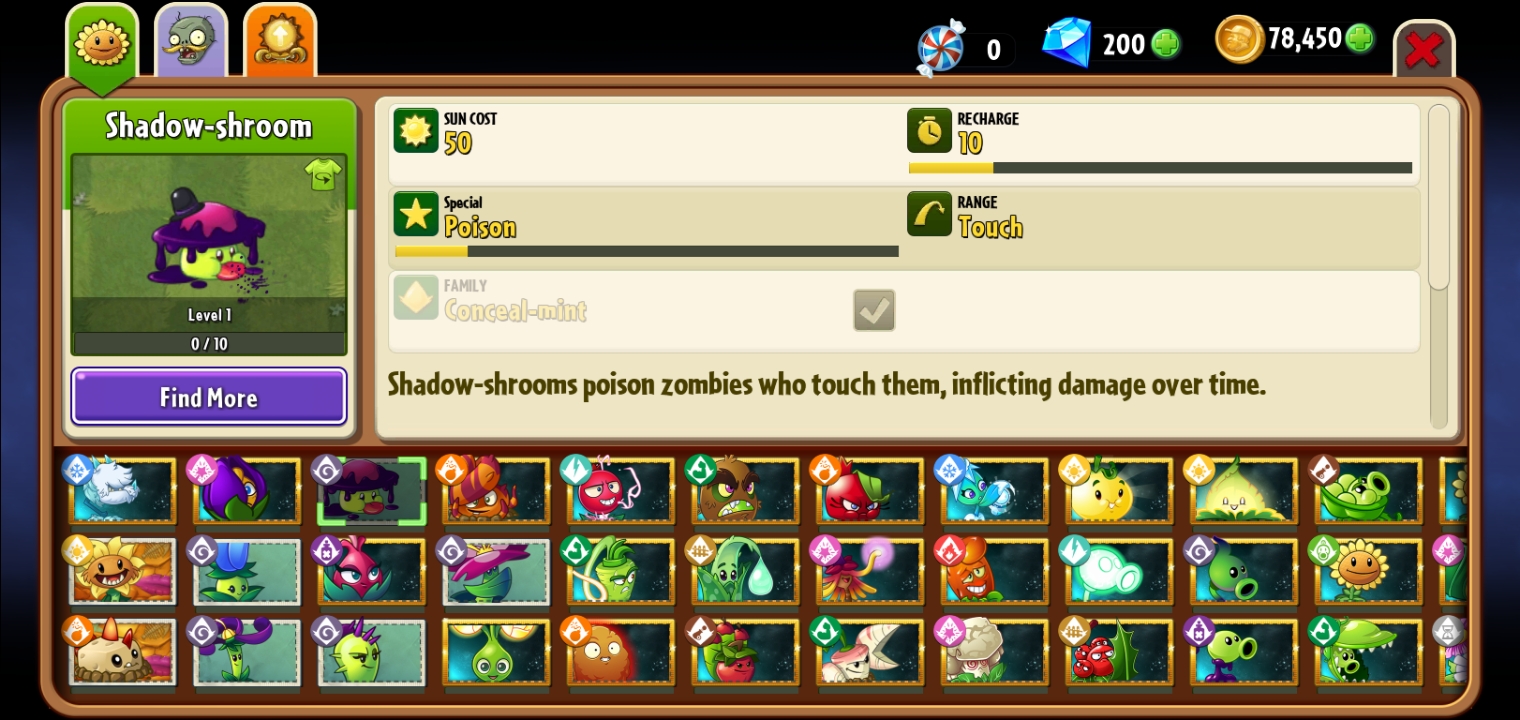 0
200
78,450
Shadow-shroom
Level 1
0 / 10
Find More
SUN COST
50
RECHARGE
10
Special
Poison
RANGE
Touch
FAMILY
Conceal-mint
Shadow-shrooms poison zombies who touch them, inflicting damage over time.